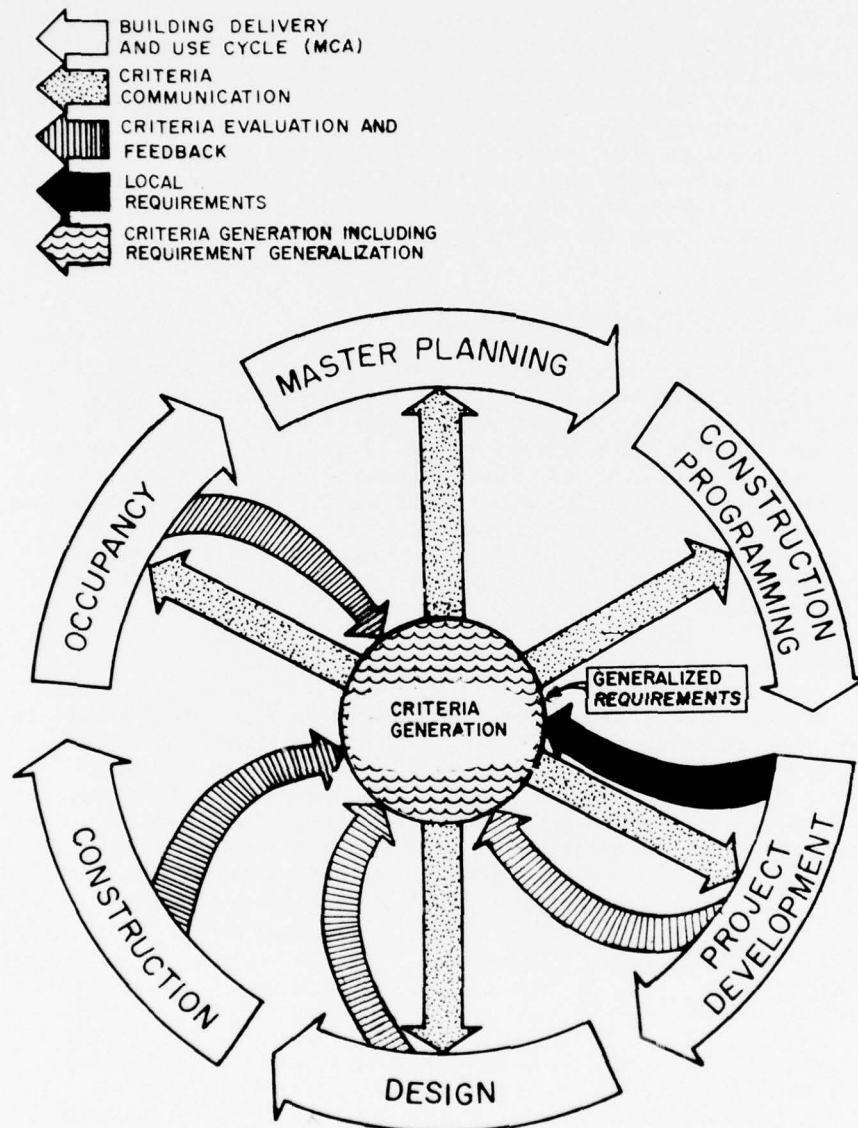 BUILDING DELIVERY
AND USE CYCLE (MCA)
CRITERIA
COMMUNICATION
CRITERIA EVALUATION AND
FEEDBACK
LOCAL
REQUIREMENTS
CRITERIA GENERATION INCLUDING
REQUIREMENT GENERALIZATION
MASTER PLANNING
CONSTRUCTION
PROGRAMMING
OCCUPANCY
GENERALIZED
REQUIREMENTS
CRITERIA
GENERATION
CONSTRUCTION
PROJECT
DEVELOPMENT
DESIGN